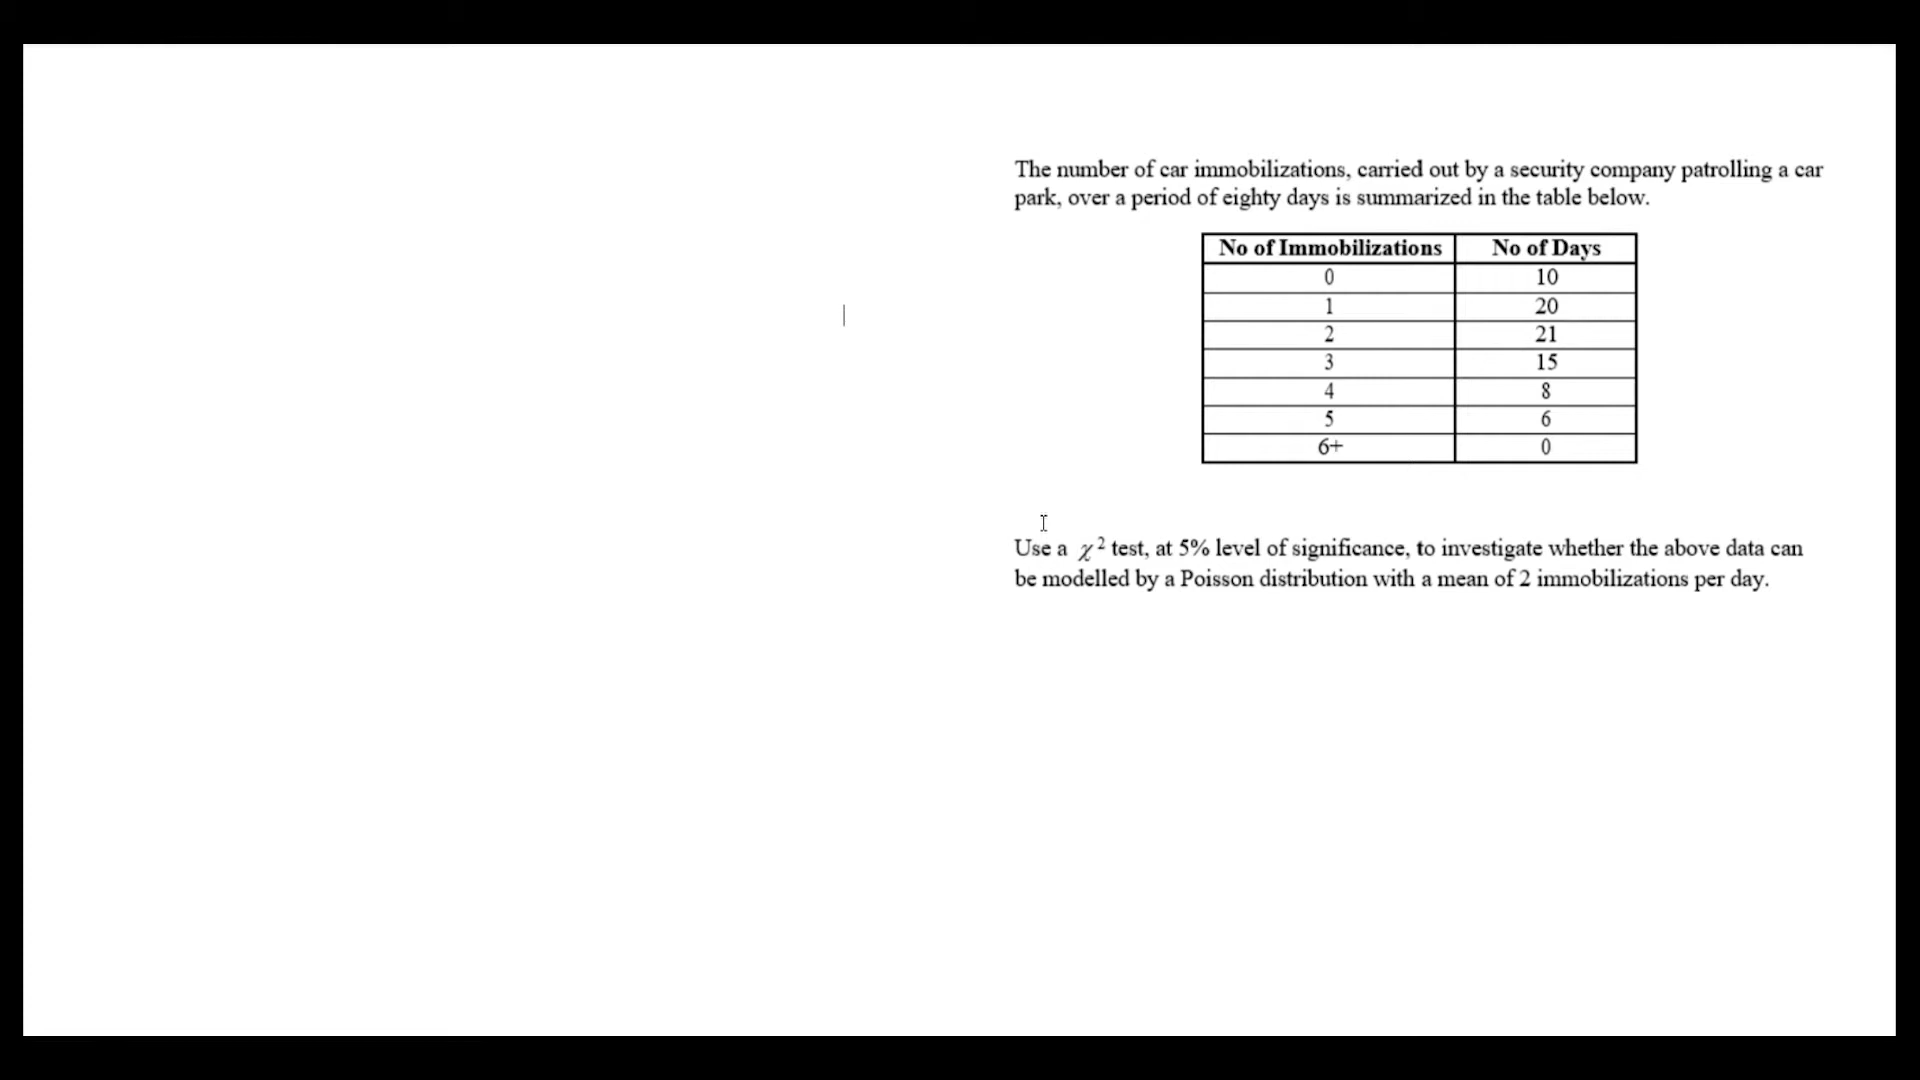 The number of car immobilizations, carried out by a security company patrolling a car
park, over a period of eighty days is summarized in the table below.
No of Immobilizations No of Days
0 10
1 20
2 21
3 15
4 8
5 6
6+ 0
Use a χ² test, at 5% level of significance, to investigate whether the above data can
be modelled by a Poisson distribution with a mean of 2 immobilizations per day.